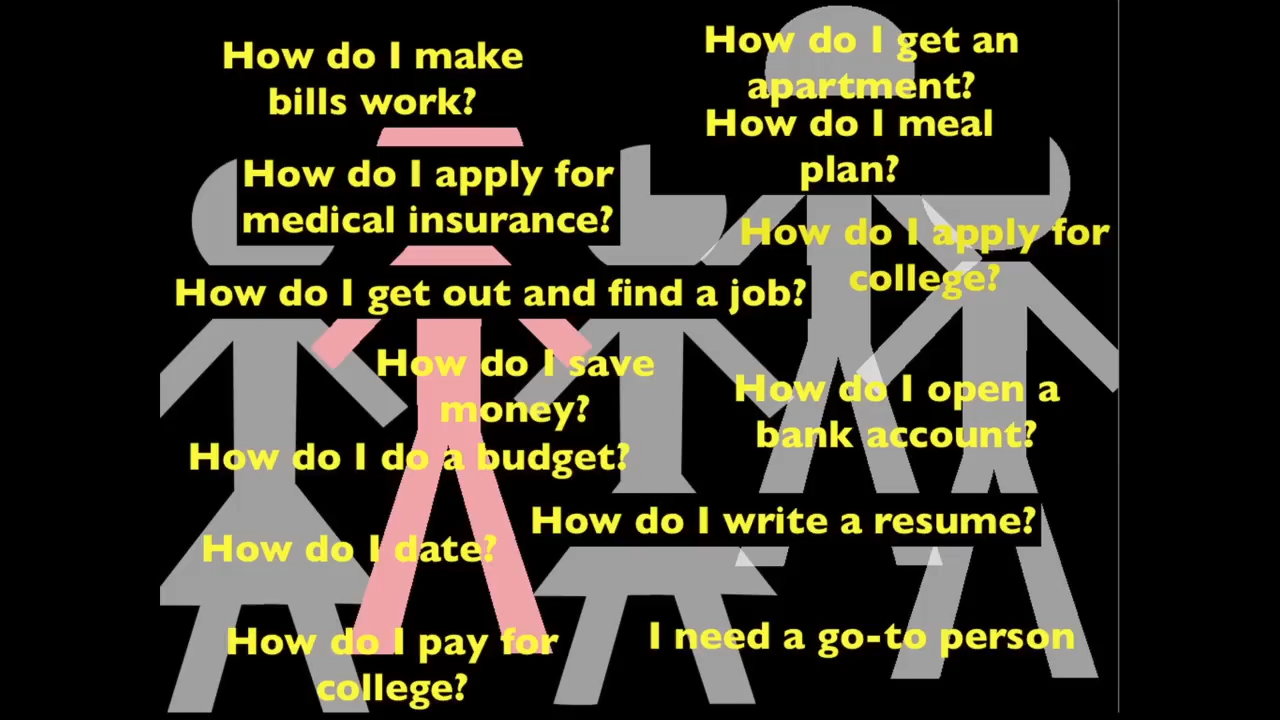 How do I make
bills work?
How do I get an
apartment?
How do I meal
plan?
How do I apply for
medical insurance?
How do I apply for
college?
How do I get out and find a job?
How do I save
money?
How do I open a
bank account?
How do I do a budget?
How do I write a resume?
How do I date?
How do I pay for
college?
I need a go-to person